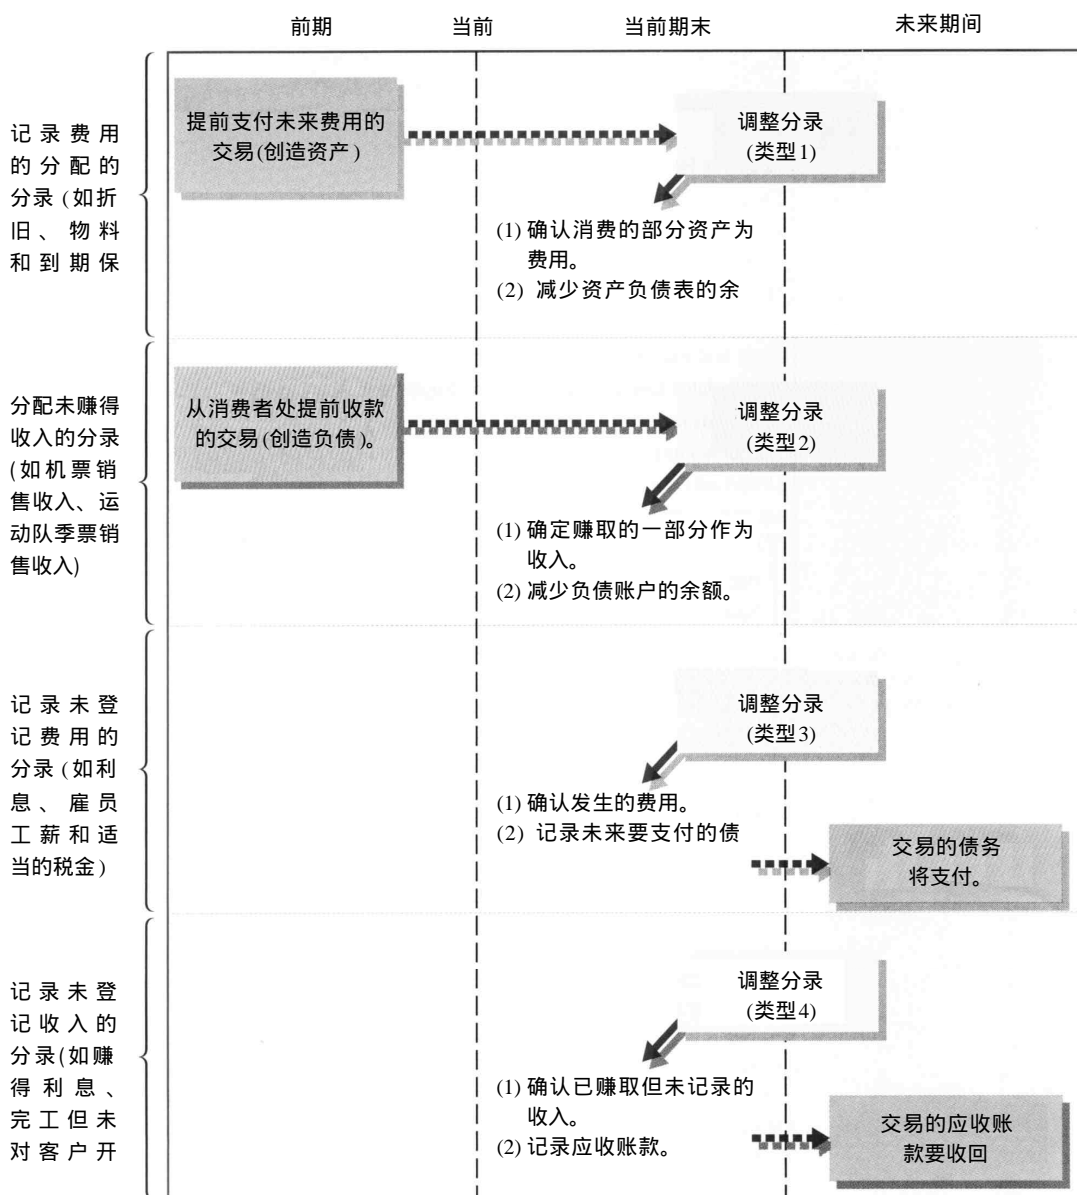 前期 当前 当前期末 未来期间
记录费用
的分配的
分录(如折
旧、物料
和到期保
提前支付未来费用的
交易(创造资产)
调整分录
(类型1)
(1) 确认消费的部分资产为
费用。
(2) 减少资产负债表的余
分配未赚得
收入的分录
(如机票销
售收入、运
动队季票销
售收入)
从消费者处提前收款
的交易(创造负债)。
调整分录
(类型2)
(1) 确定赚取的一部分作为
收入。
(2) 减少负债账户的余额。
记录未登
记费用的
分录(如利
息、雇员
工薪和适
当的税金)
调整分录
(类型3)
(1) 确认发生的费用。
(2) 记录未来要支付的债
交易的债务
将支付。
记录未登
记收入的
分录(如赚
得利息、
完工但未
对客户开
调整分录
(类型4)
(1) 确认已赚取但未记录的
收入。
(2) 记录应收账款。
交易的应收账
款要收回